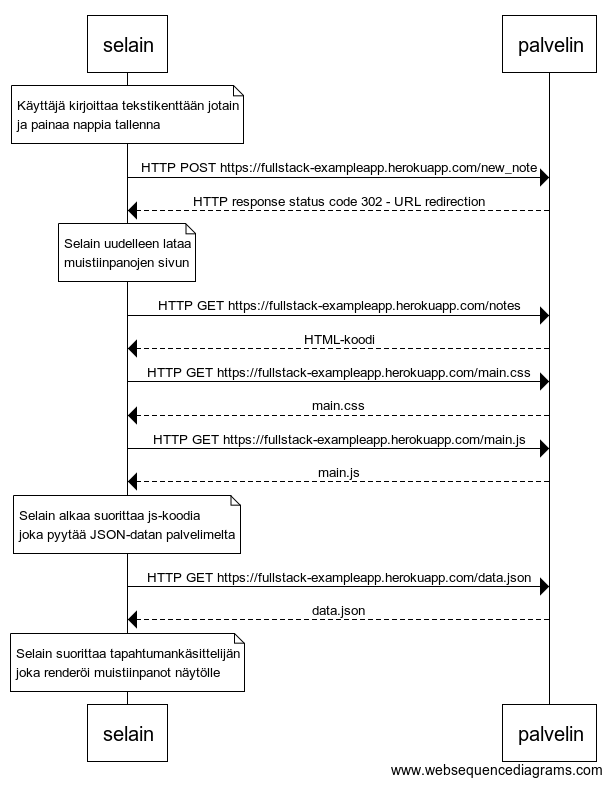 selain
palvelin
Käyttäjä kirjoittaa tekstikenttään jotain
ja painaa nappia tallenna
HTTP POST https://fullstack-exampleapp.herokuapp.com/new_note
HTTP response status code 302 - URL redirection
Selain uudelleen lataa
muistiinpanojen sivun
HTTP GET https://fullstack-exampleapp.herokuapp.com/notes
HTML-koodi
HTTP GET https://fullstack-exampleapp.herokuapp.com/main.css
main.css
HTTP GET https://fullstack-exampleapp.herokuapp.com/main.js
main.js
Selain alkaa suorittaa js-koodia
joka pyytää JSON-datan palvelimelta
HTTP GET https://fullstack-exampleapp.herokuapp.com/data.json
data.json
Selain suorittaa tapahtumankäsittelijän
joka renderöi muistiinpanot näytölle
selain
palvelin
www.websequencediagrams.com